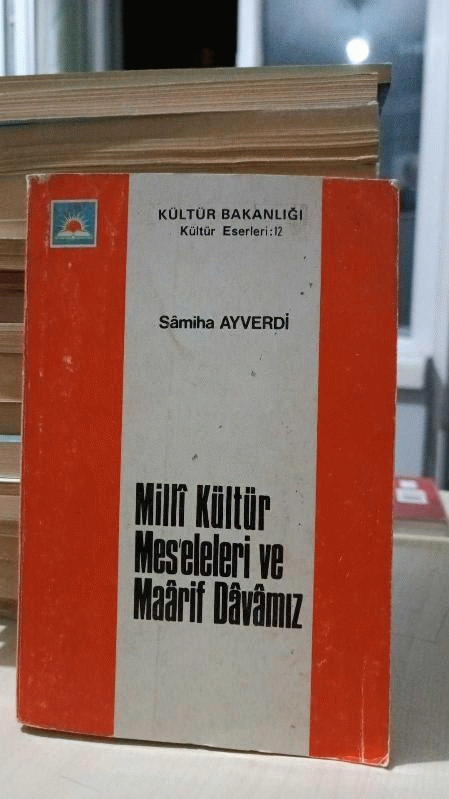 KÜLTÜR BAKANLIĞI
Kültür Eserleri:12
Sâmiha AYVERDİ
Millî Kültür
Mes'eleleri ve
Maârif Dâvâmız